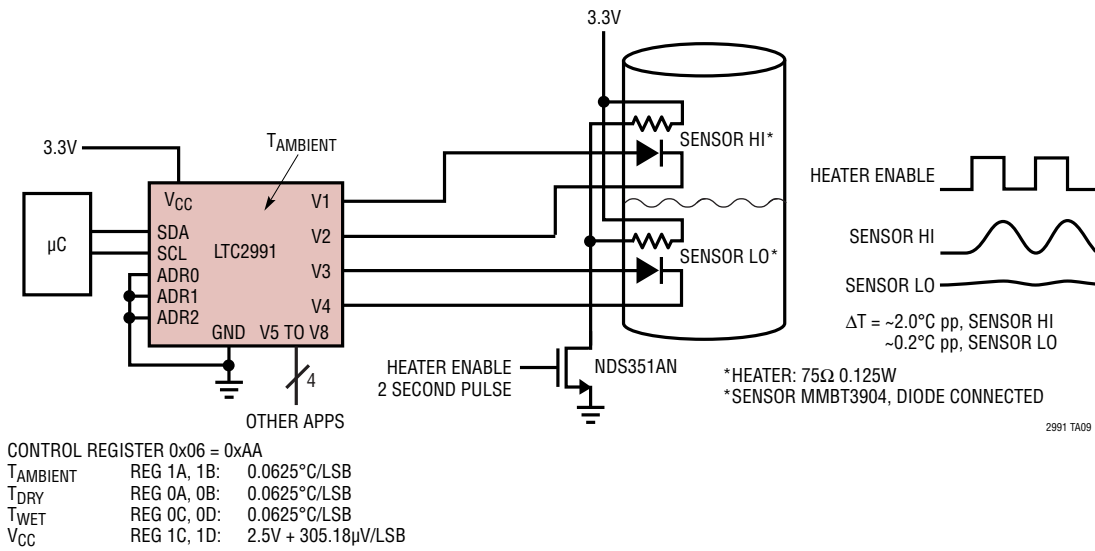 3.3V
3.3V
TAMBIENT
VCC
SDA
SCL
ADR0
ADR1
ADR2
LTC2991
V1
V2
V3
V4
GND V5 TO V8
µC
4
OTHER APPS
SENSOR HI*
SENSOR LO*
HEATER ENABLE
2 SECOND PULSE
NDS351AN
HEATER ENABLE
SENSOR HI
SENSOR LO
ΔT = ~2.0°C pp, SENSOR HI
~0.2°C pp, SENSOR LO
*HEATER: 75Ω 0.125W
*SENSOR MMBT3904, DIODE CONNECTED
2991 TA09
CONTROL REGISTER 0x06 = 0xAA
TAMBIENT REG 1A, 1B: 0.0625°C/LSB
TDRY REG 0A, 0B: 0.0625°C/LSB
TWET REG 0C, 0D: 0.0625°C/LSB
VCC REG 1C, 1D: 2.5V + 305.18µV/LSB